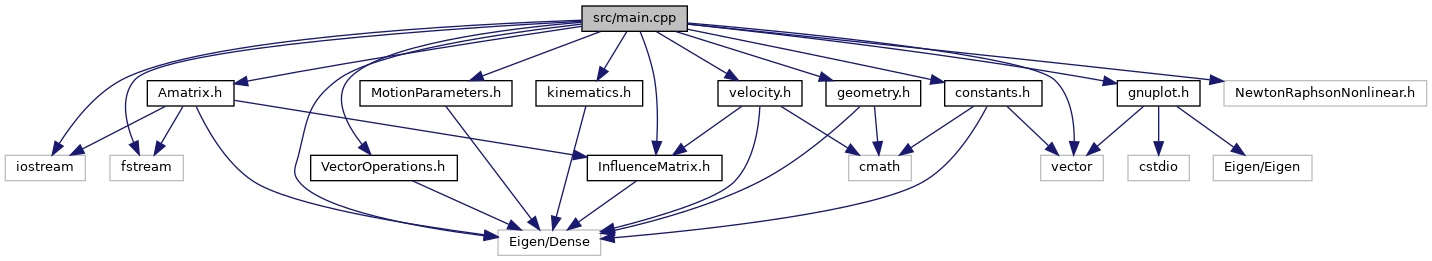 src/main.cpp
Amatrix.h
MotionParameters.h
kinematics.h
velocity.h
geometry.h
constants.h
gnuplot.h
NewtonRaphsonNonlinear.h
iostream
fstream
VectorOperations.h
InfluenceMatrix.h
cmath
vector
cstdio
Eigen/Eigen
Eigen/Dense